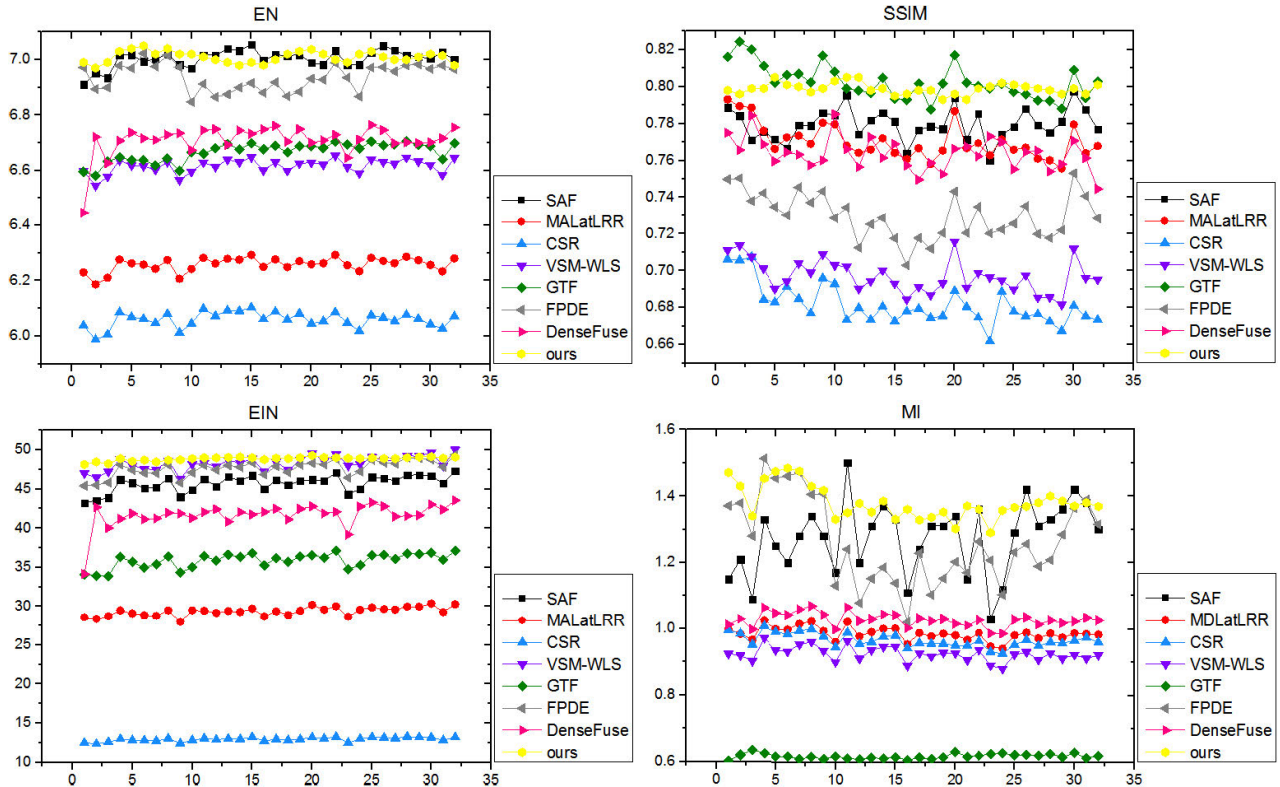 EN
7.0
6.8
6.6
6.4
6.2
6.0
0 5 10 15 20 25 30 35
SAF
MALatLRR
CSR
VSM-WLS
GTF
FPDE
DenseFuse
ours
SSIM
0.82
0.80
0.78
0.76
0.74
0.72
0.70
0.68
0.66
0 5 10 15 20 25 30 35
SAF
MALatLRR
CSR
VSM-WLS
GTF
FPDE
DenseFuse
ours
EIN
50
45
40
35
30
25
20
15
10
0 5 10 15 20 25 30 35
SAF
MALatLRR
CSR
VSM-WLS
GTF
FPDE
DenseFuse
ours
MI
1.6
1.4
1.2
1.0
0.8
0.6
0 5 10 15 20 25 30 35
SAF
MDLatLRR
CSR
VSM-WLS
GTF
FPDE
DenseFuse
ours